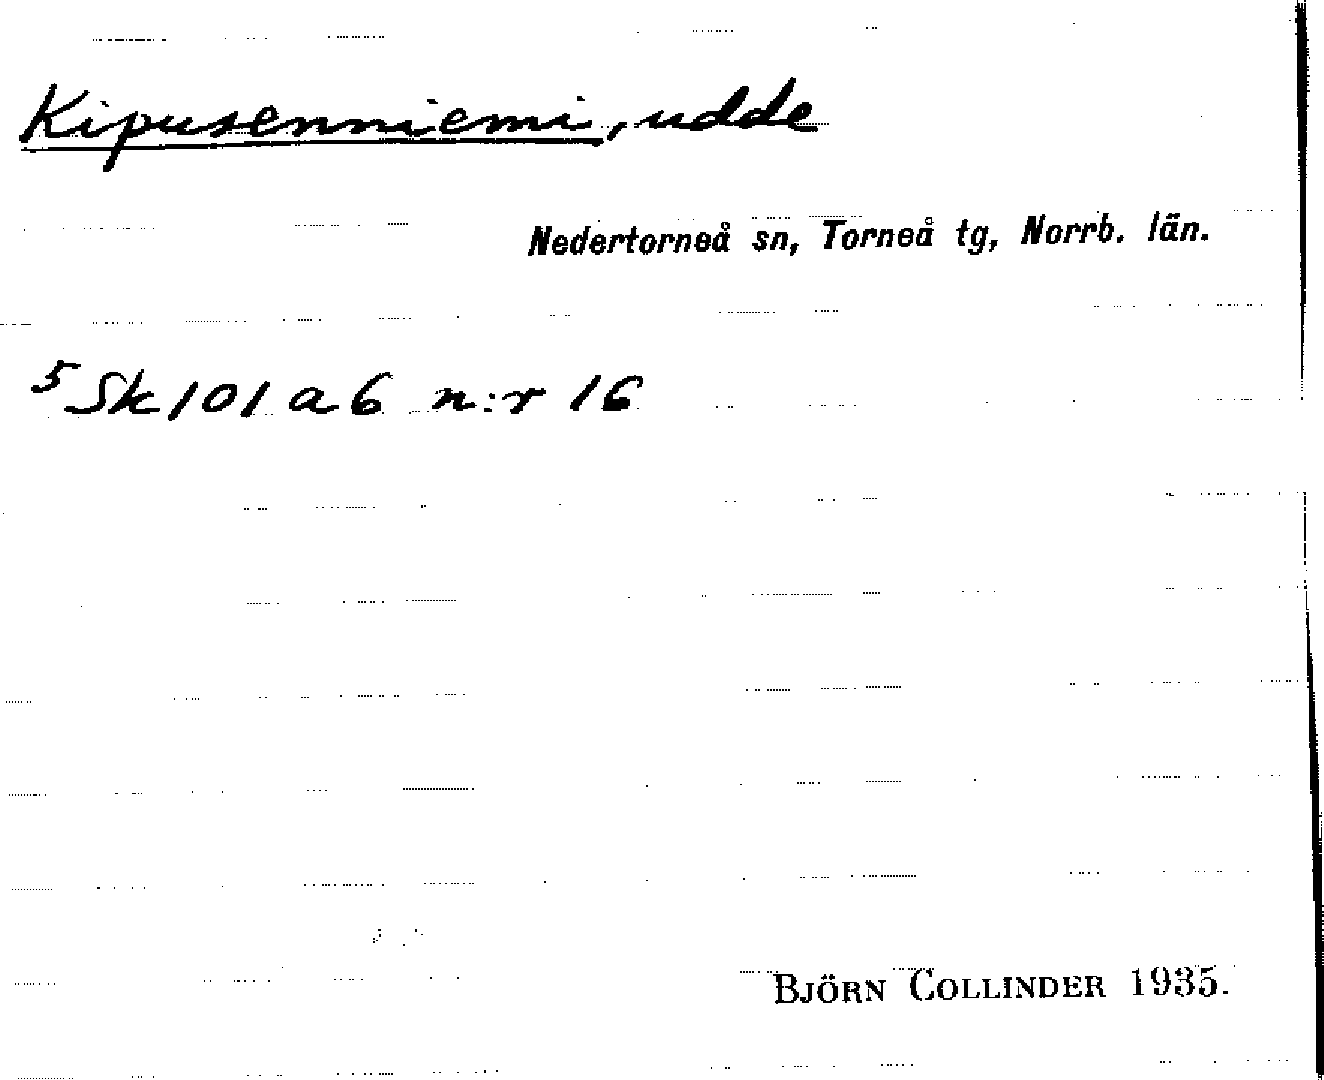 Kipusenniemi, udde
Nedertorneå sn, Torneå tg, Norrb. län.
5 Sk 101 a 6 n:r 16
BJÖRN COLLINDER 1935.